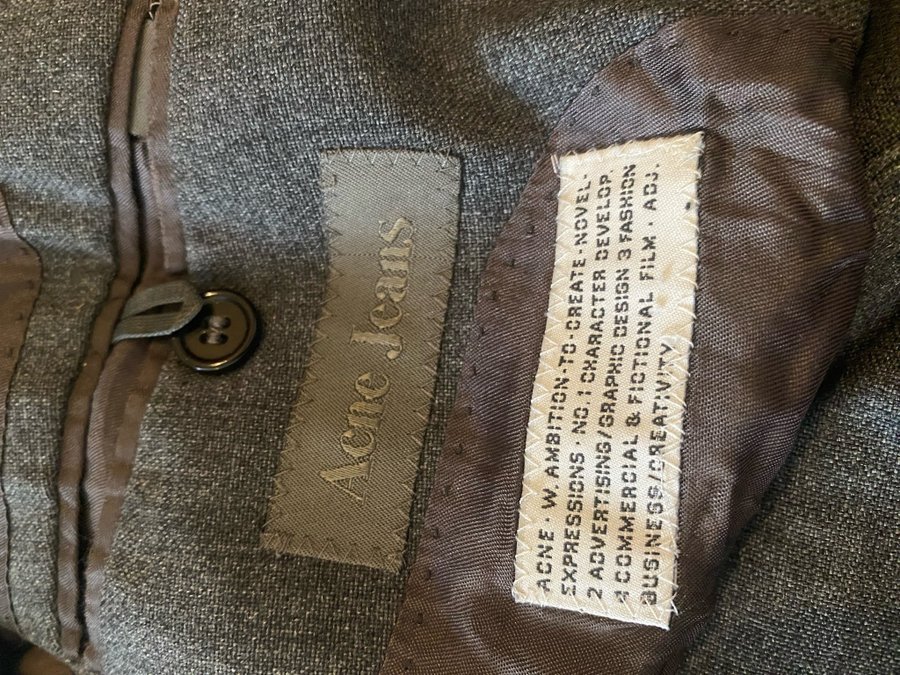 Acne Jeans
ACNE · W. AMBITION·TO·CREATE·NOVEL·
EXPRESSIONS · NO.1 CHARACTER DEVELOP.
2 ADVERTISING/GRAPHIC DESIGN 3 FASHION
4 COMMERCIAL & FICTIONAL FILM · ADJ.
BUSINESS/CREATIVITY